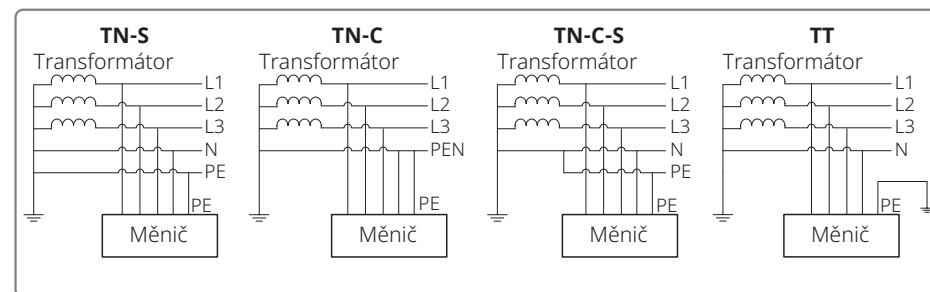 TN-S
Transformátor
L1
L2
L3
N
PE
PE
Měnič
TN-C
Transformátor
L1
L2
L3
PEN
PE
Měnič
TN-C-S
Transformátor
L1
L2
L3
N
PE
PE
Měnič
TT
Transformátor
L1
L2
L3
N
PE
Měnič